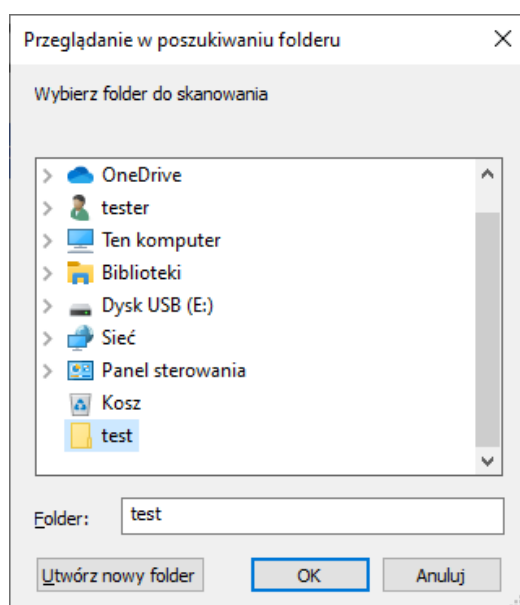 Przeglądanie w poszukiwaniu folderu
Wybierz folder do skanowania
OneDrive
tester
Ten komputer
Biblioteki
Dysk USB (E:)
Sieć
Panel sterowania
Kosz
test
Folder: test
Utwórz nowy folder OK Anuluj